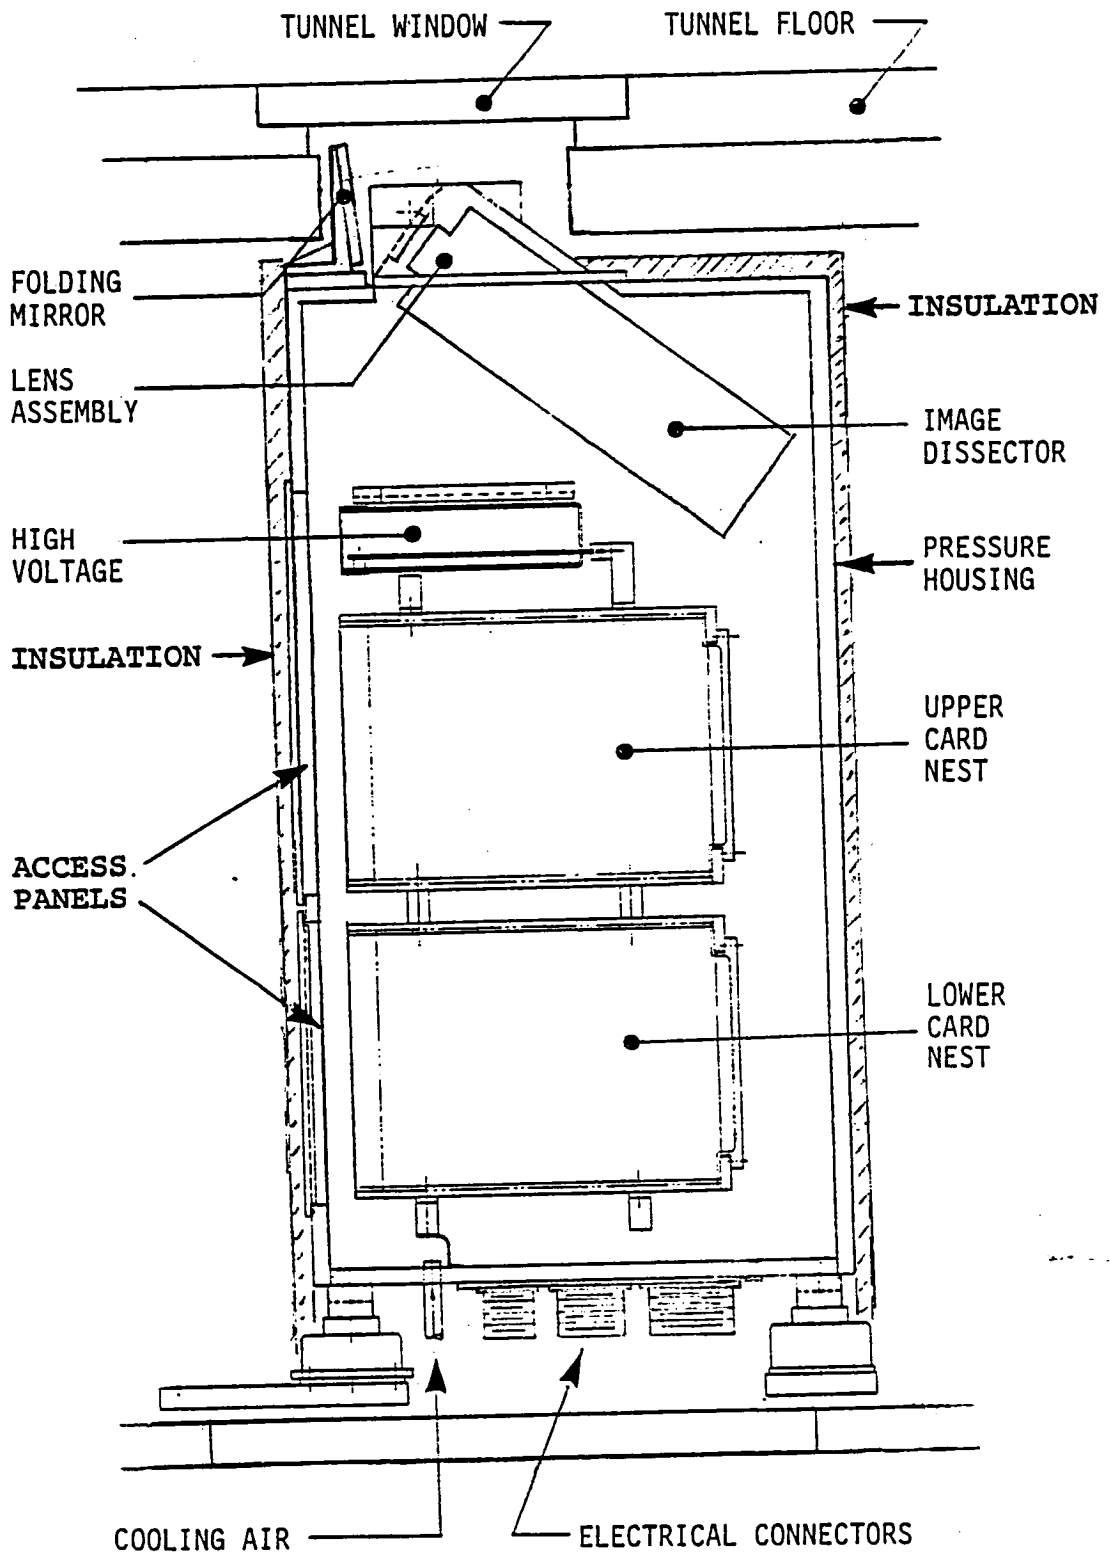 TUNNEL WINDOW
TUNNEL FLOOR
FOLDING
MIRROR
INSULATION
LENS
ASSEMBLY
IMAGE
DISSECTOR
HIGH
VOLTAGE
PRESSURE
HOUSING
INSULATION
UPPER
CARD
NEST
ACCESS.
PANELS
LOWER
CARD
NEST
COOLING AIR
ELECTRICAL CONNECTORS